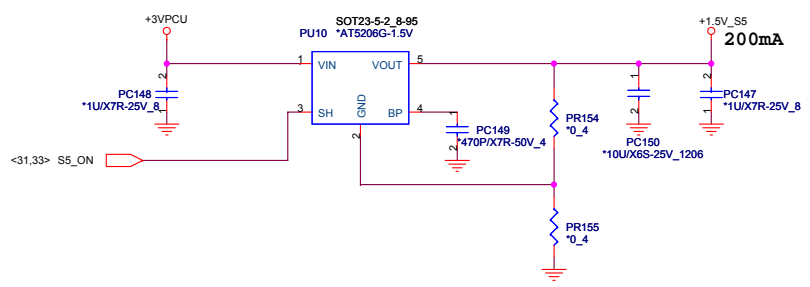 +3VPCU
SOT23-5-2_8-95
PU10 *AT5206G-1.5V
+1.5V_S5
200mA
1 VIN VOUT 5
GND
3 SH BP 4
2
2
PC148
*1U/X7R-25V_8
1
1
PC149
*470P/X7R-50V_4
2
PR154
*0_4
1
PC150
*10U/X6S-25V_1206
2
2
PC147
*1U/X7R-25V_8
1
<31,33> S5_ON
PR155
*0_4